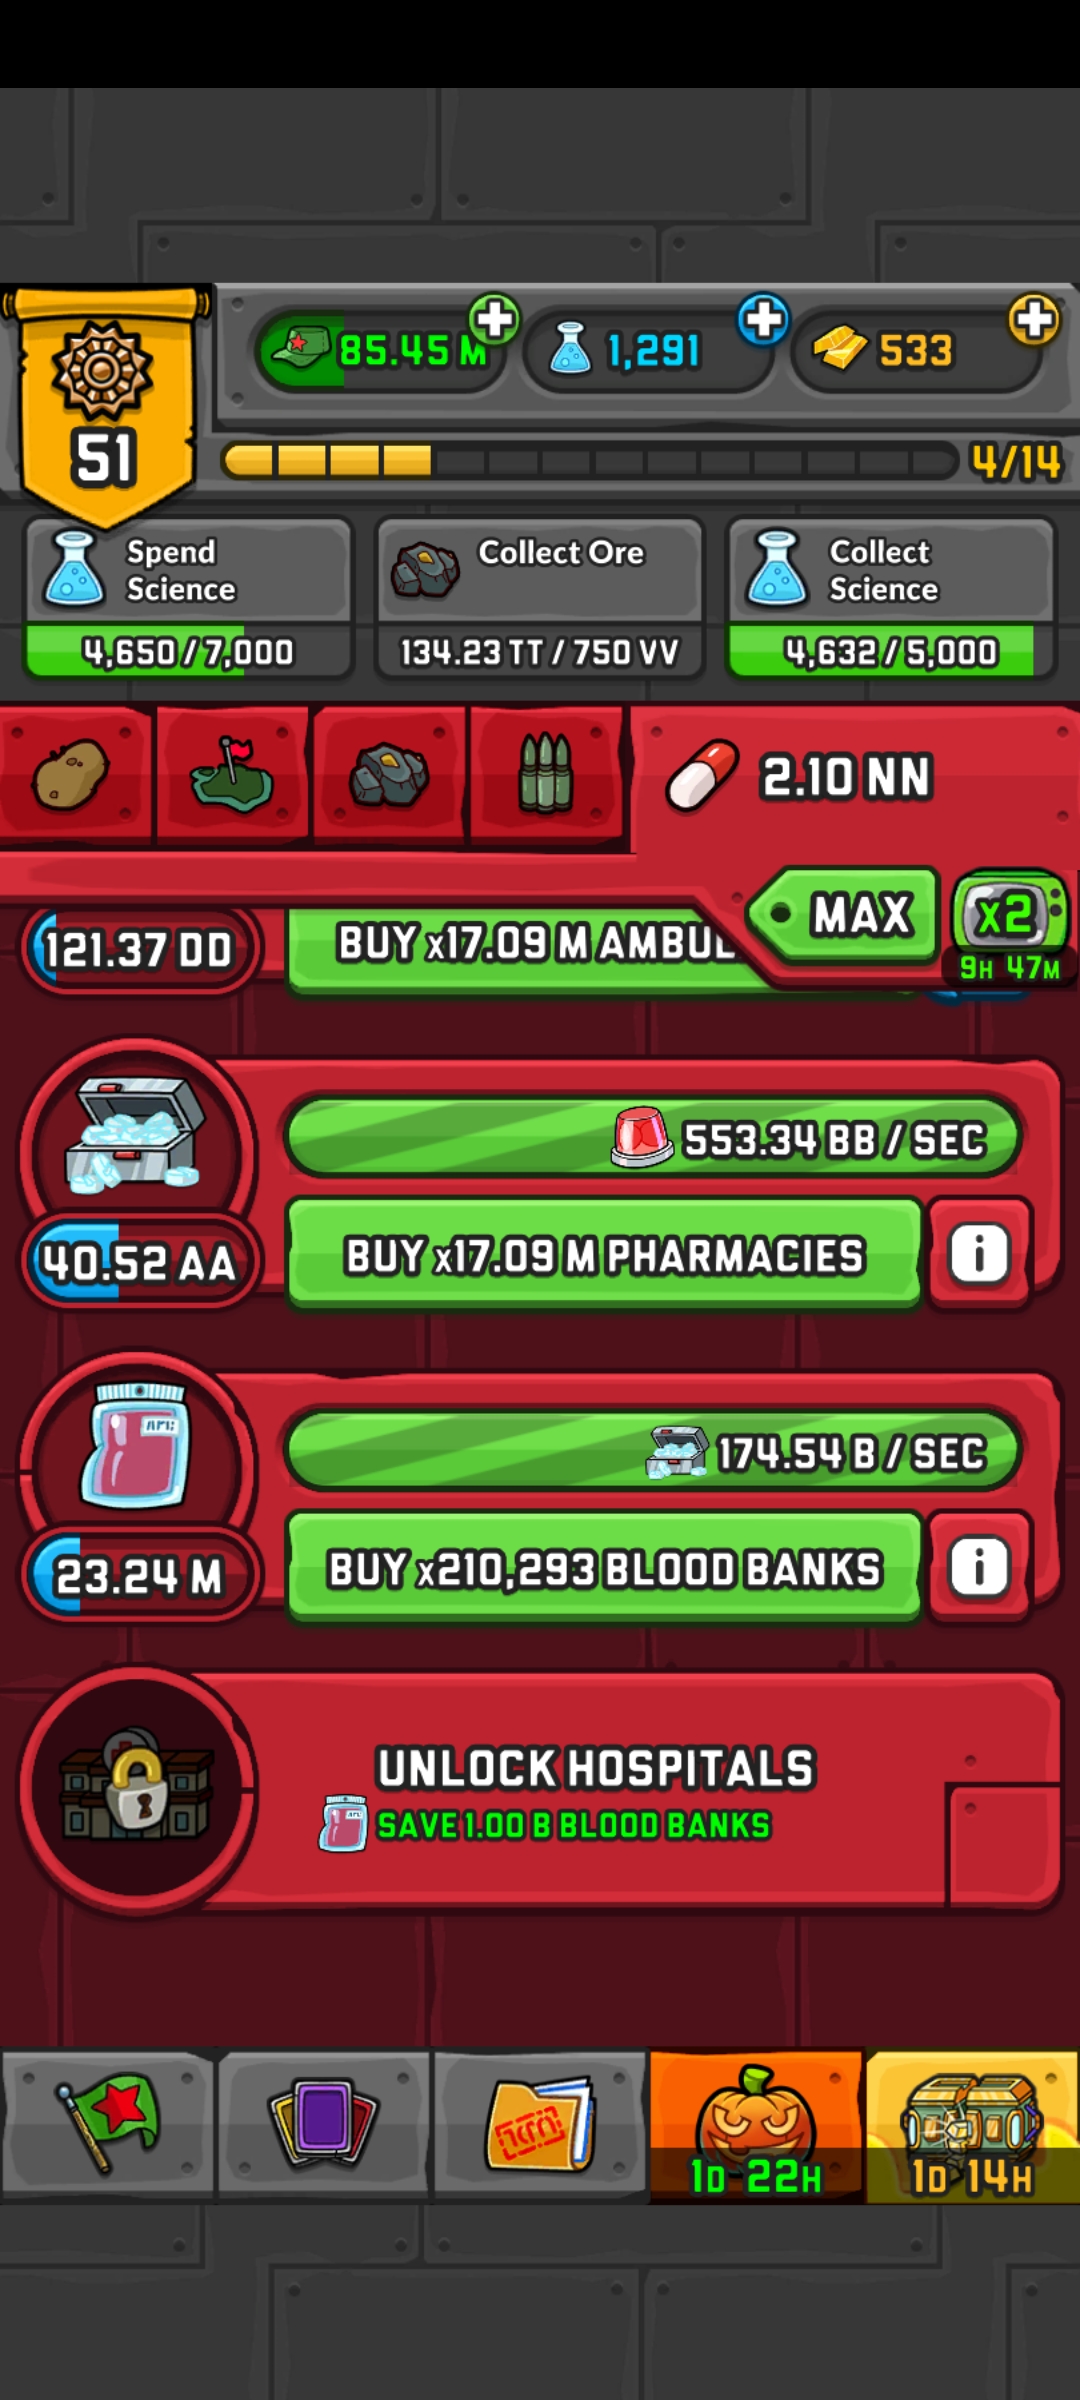 85.45 M
1,291
533
51
4/14
Spend
Science
4,650 / 7,000
Collect Ore
134.23 TT / 750 VV
Collect
Science
4,632 / 5,000
2.10 NN
MAX
x2
9H 47M
121.37 DD
BUY x17.09 M AMBUL
553.34 BB / SEC
40.52 AA
BUY x17.09 M PHARMACIES
i
174.54 B / SEC
23.24 M
BUY x210,293 BLOOD BANKS
i
UNLOCK HOSPITALS
SAVE 1.00 B BLOOD BANKS
1D 22H
1D 14H